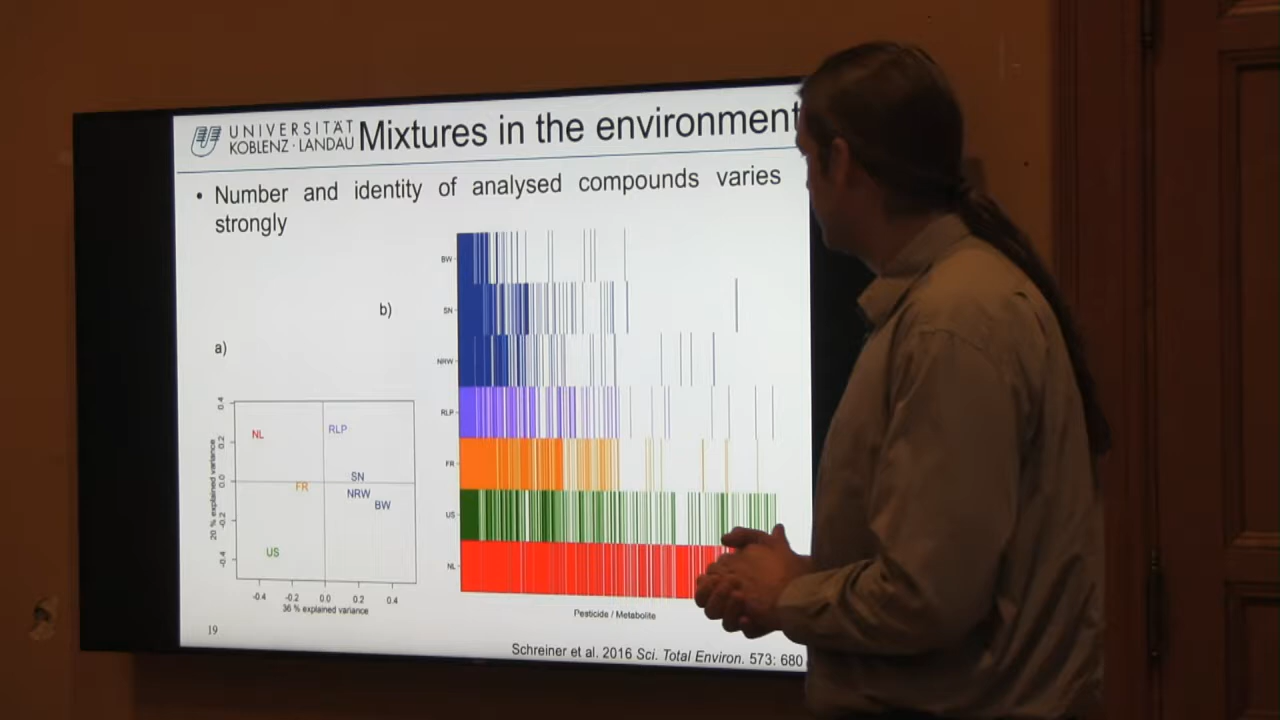 UNIVERSITÄT
KOBLENZ · LANDAU
Mixtures in the environment
• Number and identity of analysed compounds varies
strongly
a)
NL
RLP
SN
FR
NRW
BW
US
0.4
0.2
0.0
-0.2
-0.4
20 % explained variance
-0.4 -0.2 0.0 0.2 0.4
36 % explained variance
b)
BW
SN
NRW
RLP
FR
US
NL
Pesticide / Metabolite
19
Schreiner et al. 2016 Sci. Total Environ. 573: 680